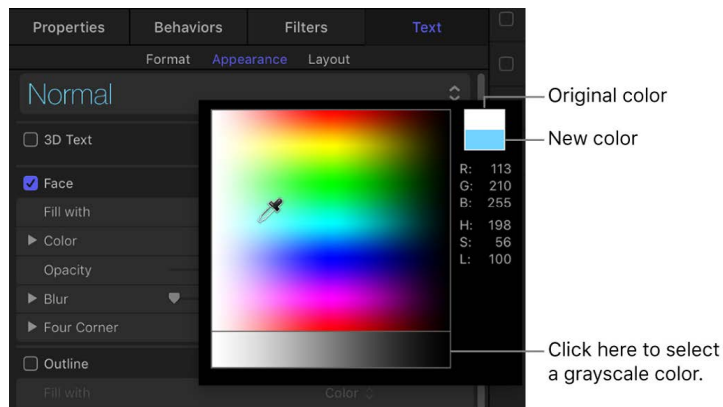 Properties Behaviors Filters Text
Format Appearance Layout
Normal
Original color
3D Text
New color
R: 113
G: 210
B: 255
H: 198
S: 56
L: 100
Face
Fill with
Color
Opacity
Blur
Four Corner
Outline
Fill with Color
Click here to select
a grayscale color.